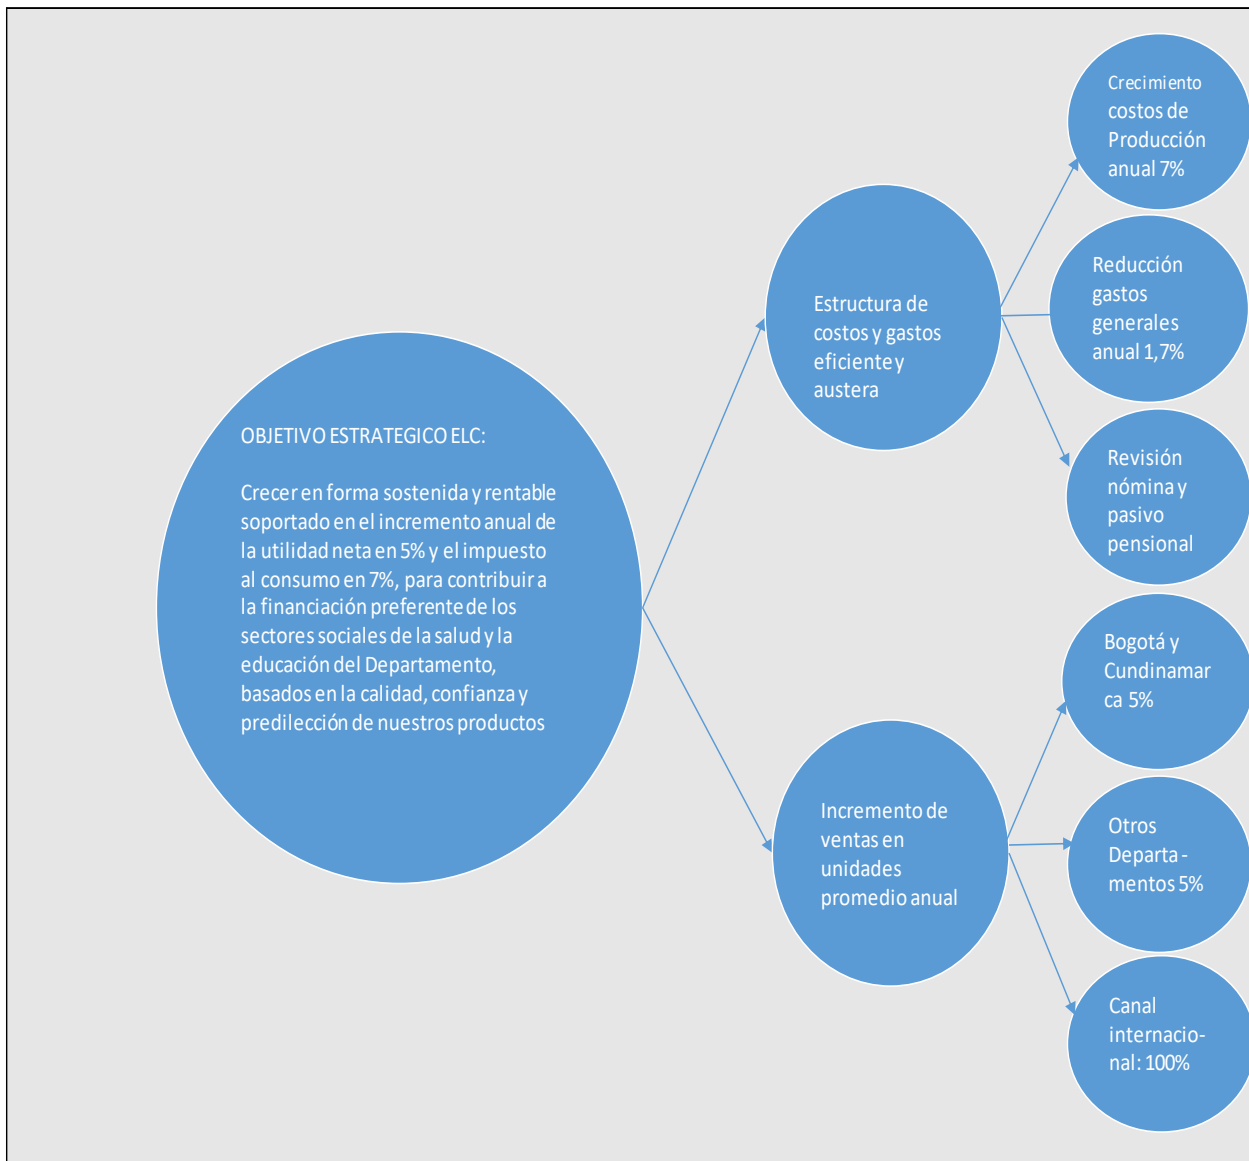 OBJETIVO ESTRATEGICO ELC:
Crecer en forma sostenida y rentable
soportado en el incremento anual de
la utilidad neta en 5% y el impuesto
al consumo en 7%, para contribuir a
la financiación preferente de los
sectores sociales de la salud y la
educación del Departamento,
basados en la calidad, confianza y
predilección de nuestros productos
Estructura de
costos y gastos
eficiente y
austera
Crecimiento
costos de
Producción
anual 7%
Reducción
gastos
generales
anual 1,7%
Revisión
nómina y
pasivo
pensional
Incremento de
ventas en
unidades
promedio anual
Bogotá y
Cundinamar
ca 5%
Otros
Departa-
mentos 5%
Canal
internacio-
nal: 100%